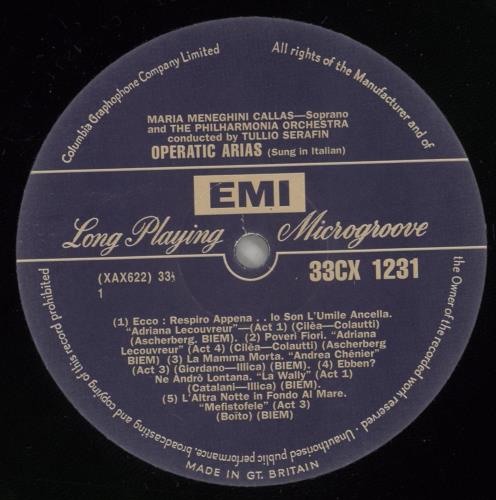 Columbia Graphophone Company Limited
All rights of the Manufacturer and of
the Owner of the recorded work reserved · Unauthorised public performance, broadcasting and copying of this record prohibited
MARIA MENEGHINI CALLAS—Soprano
and THE PHILHARMONIA ORCHESTRA
conducted by TULLIO SERAFIN
OPERATIC ARIAS (Sung in Italian)
EMI
Long Playing Microgroove
(XAX622) 33⅓
33CX 1231
1
(1) Ecco : Respiro Appena . . Io Son L'Umile Ancella.
"Adriana Lecouvreur"—(Act 1) (Cilèa—Colautti)
(Ascherberg. BIEM). (2) Poveri Fiori. "Adriana
Lecouvreur" (Act 4) (Cilèa—Colautti) (Ascherberg
BIEM) (3) La Mamma Morta. "Andrea Chénier"
(Act 3) (Giordano—Illica) (BIEM). (4) Ebben?
Ne Andrò Lontana. "La Wally" (Act 1)
(Catalani—Illica) (BIEM).
(5) L'Altra Notte in Fondo Al Mare.
"Mefistofele" (Act 3)
(Boito) (BIEM)
MADE IN GT. BRITAIN